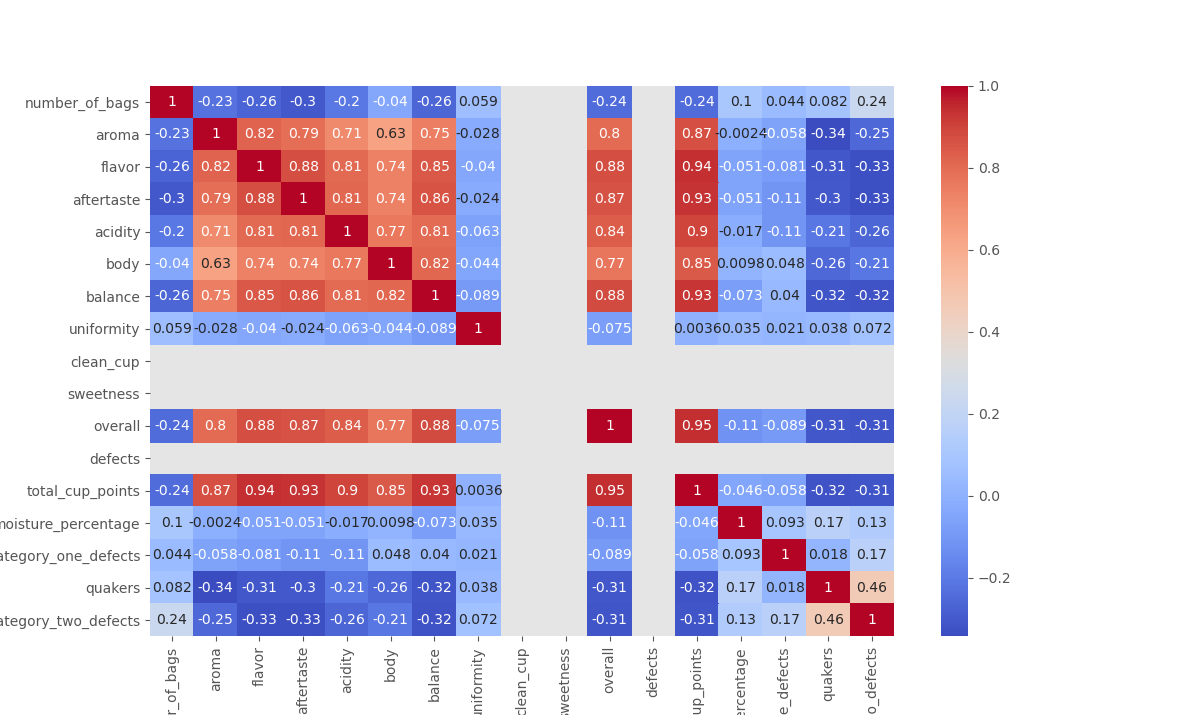 number_of_bags 1 -0.23 -0.26 -0.3 -0.2 -0.04 -0.26 0.059 -0.24 -0.24 0.1 0.044 0.082 0.24
aroma -0.23 1 0.82 0.79 0.71 0.63 0.75 -0.028 0.8 0.87 -0.0024 -0.058 -0.34 -0.25
flavor -0.26 0.82 1 0.88 0.81 0.74 0.85 -0.04 0.88 0.94 -0.051 -0.081 -0.31 -0.33
aftertaste -0.3 0.79 0.88 1 0.81 0.74 0.86 -0.024 0.87 0.93 -0.051 -0.11 -0.3 -0.33
acidity -0.2 0.71 0.81 0.81 1 0.77 0.81 -0.063 0.84 0.9 -0.017 -0.11 -0.21 -0.26
body -0.04 0.63 0.74 0.74 0.77 1 0.82 -0.044 0.77 0.85 0.0098 0.048 -0.26 -0.21
balance -0.26 0.75 0.85 0.86 0.81 0.82 1 -0.089 0.88 0.93 -0.073 0.04 -0.32 -0.32
uniformity 0.059 -0.028 -0.04 -0.024 -0.063 -0.044 -0.089 1 -0.075 0.0036 0.035 0.021 0.038 0.072
clean_cup
sweetness
overall -0.24 0.8 0.88 0.87 0.84 0.77 0.88 -0.075 1 0.95 -0.11 -0.089 -0.31 -0.31
defects
total_cup_points -0.24 0.87 0.94 0.93 0.9 0.85 0.93 0.0036 0.95 1 -0.046 -0.058 -0.32 -0.31
moisture_percentage 0.1 -0.0024 -0.051 -0.051 -0.017 0.0098 -0.073 0.035 -0.11 -0.046 1 0.093 0.17 0.13
ategory_one_defects 0.044 -0.058 -0.081 -0.11 -0.11 0.048 0.04 0.021 -0.089 -0.058 0.093 1 0.018 0.17
quakers 0.082 -0.34 -0.31 -0.3 -0.21 -0.26 -0.32 0.038 -0.31 -0.32 0.17 0.018 1 0.46
ategory_two_defects 0.24 -0.25 -0.33 -0.33 -0.26 -0.21 -0.32 0.072 -0.31 -0.31 0.13 0.17 0.46 1
r_of_bags
aroma
flavor
aftertaste
acidity
body
balance
uniformity
clean_cup
sweetness
overall
defects
up_points
ercentage
e_defects
quakers
o_defects
1.0
0.8
0.6
0.4
0.2
0.0
−0.2